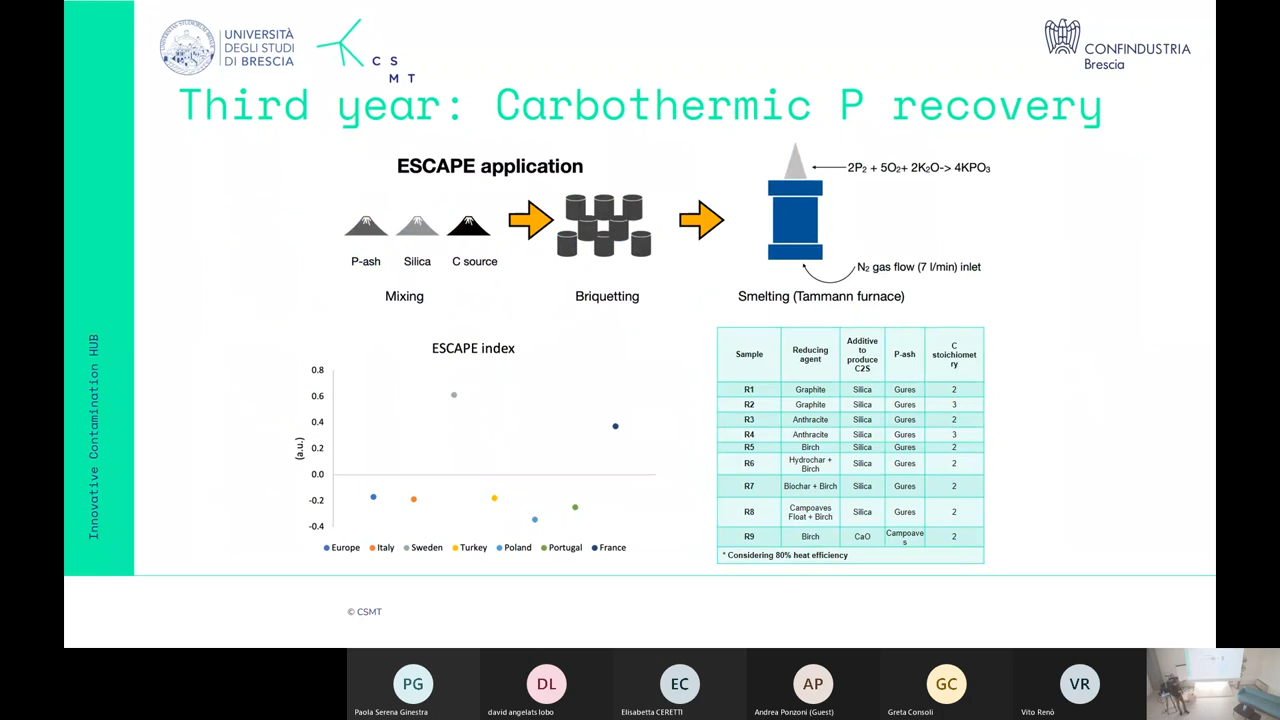 UNIVERSITÀ
DEGLI STUDI
DI BRESCIA
C S
M T
CONFINDUSTRIA
Brescia
Third year: Carbothermic P recovery
ESCAPE application
2P2 + 5O2+ 2K2O-> 4KPO3
P-ash
Silica
C source
N2 gas flow (7 l/min) inlet
Mixing
Briquetting
Smelting (Tammann furnace)
Innovative Contamination HUB
ESCAPE index
(a.u.)
0.8
0.6
0.4
0.2
0.0
-0.2
-0.4
Europe Italy Sweden Turkey Poland Portugal France
Sample Reducing agent Additive to produce C2S P-ash C stoichiometry
R1 Graphite Silica Gures 2
R2 Graphite Silica Gures 3
R3 Anthracite Silica Gures 2
R4 Anthracite Silica Gures 3
R5 Birch Silica Gures 2
R6 Hydrochar + Birch Silica Gures 2
R7 Biochar + Birch Silica Gures 2
R8 Campoaves Float + Birch Silica Gures 2
R9 Birch CaO Campoaves 2
* Considering 80% heat efficiency
© CSMT
PG
DL
EC
AP
GC
VR
Paola Serena Ginestra
david angelats lobo
Elisabetta CERETTI
Andrea Ponzoni (Guest)
Greta Consoli
Vito Renò